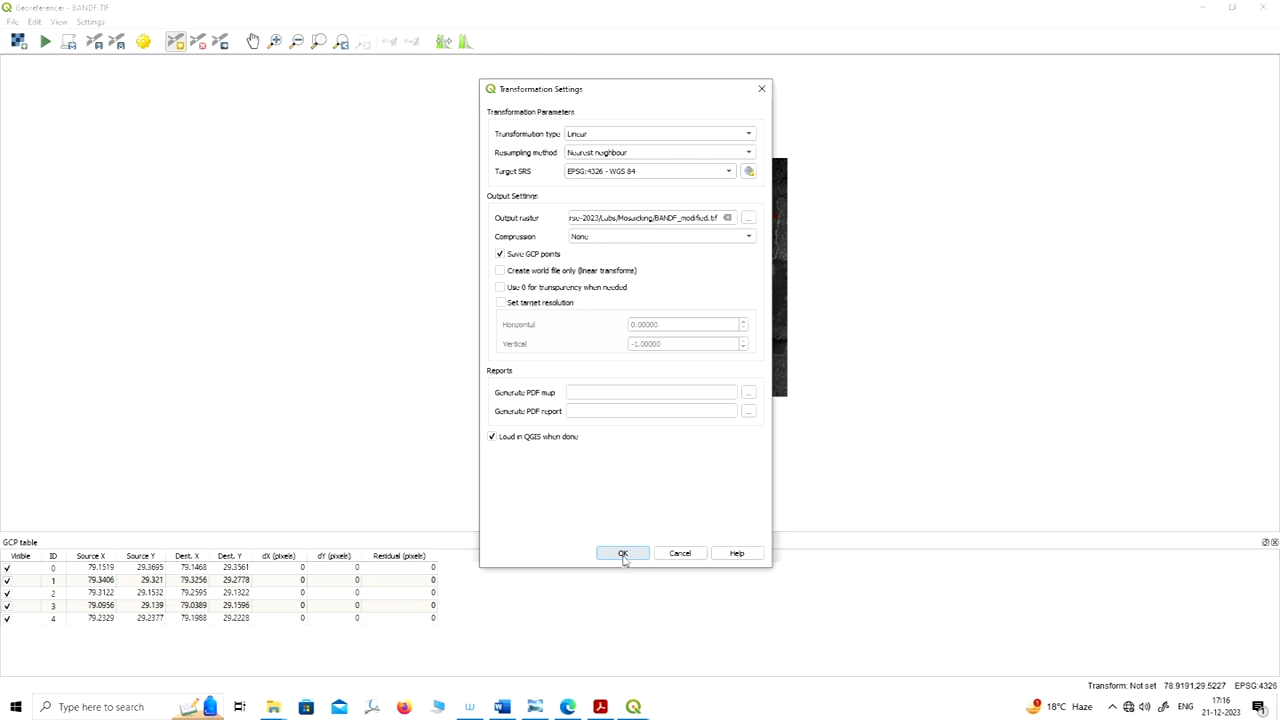 Georeferencer - BANDF.TIF
File Edit View Settings
Transformation Settings
Transformation Parameters
Transformation type Linear
Resampling method Nearest neighbour
Target SRS EPSG:4326 - WGS 84
Output Settings
Output raster rse-2023/Labs/Mosaicking/BANDF_modified.tif
Compression None
Save GCP points
Create world file only (linear transforms)
Use 0 for transparency when needed
Set target resolution
Horizontal 0.00000
Vertical -1.00000
Reports
Generate PDF map
Generate PDF report
Load in QGIS when done
OK Cancel Help
GCP table
Visible ID Source X Source Y Dest. X Dest. Y dX (pixels) dY (pixels) Residual (pixels)
0 79.1519 29.3695 79.1468 29.3561 0 0 0
1 79.3406 29.321 79.3256 29.2778 0 0 0
2 79.3122 29.1532 79.2595 29.1322 0 0 0
3 79.0956 29.139 79.0389 29.1596 0 0 0
4 79.2329 29.2377 79.1988 29.2228 0 0 0
Transform: Not set 78.9191,29.5227 EPSG:4326
Type here to search
18°C Haze
ENG
17:16
21-12-2023